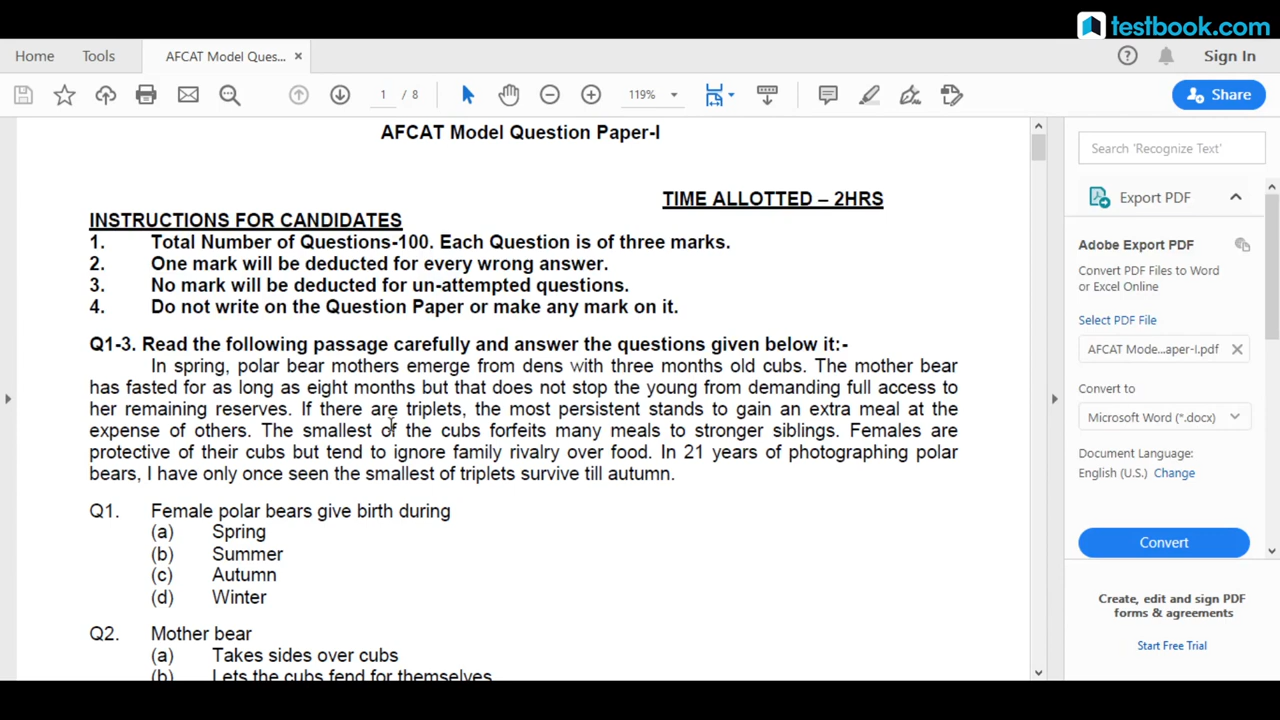 testbook.com
Home Tools AFCAT Model Ques... ×
Sign In
1 / 8 119% Share
AFCAT Model Question Paper-I
TIME ALLOTTED – 2HRS
INSTRUCTIONS FOR CANDIDATES
1. Total Number of Questions-100. Each Question is of three marks.
2. One mark will be deducted for every wrong answer.
3. No mark will be deducted for un-attempted questions.
4. Do not write on the Question Paper or make any mark on it.
Q1-3. Read the following passage carefully and answer the questions given below it:-
In spring, polar bear mothers emerge from dens with three months old cubs. The mother bear
has fasted for as long as eight months but that does not stop the young from demanding full access to
her remaining reserves. If there are triplets, the most persistent stands to gain an extra meal at the
expense of others. The smallest of the cubs forfeits many meals to stronger siblings. Females are
protective of their cubs but tend to ignore family rivalry over food. In 21 years of photographing polar
bears, I have only once seen the smallest of triplets survive till autumn.
Q1. Female polar bears give birth during
(a) Spring
(b) Summer
(c) Autumn
(d) Winter
Q2. Mother bear
(a) Takes sides over cubs
(b) Lets the cubs fend for themselves
Search 'Recognize Text'
Export PDF
Adobe Export PDF
Convert PDF Files to Word
or Excel Online
Select PDF File
AFCAT Mode...aper-I.pdf ×
Convert to
Microsoft Word (*.docx)
Document Language:
English (U.S.) Change
Convert
Create, edit and sign PDF
forms & agreements
Start Free Trial